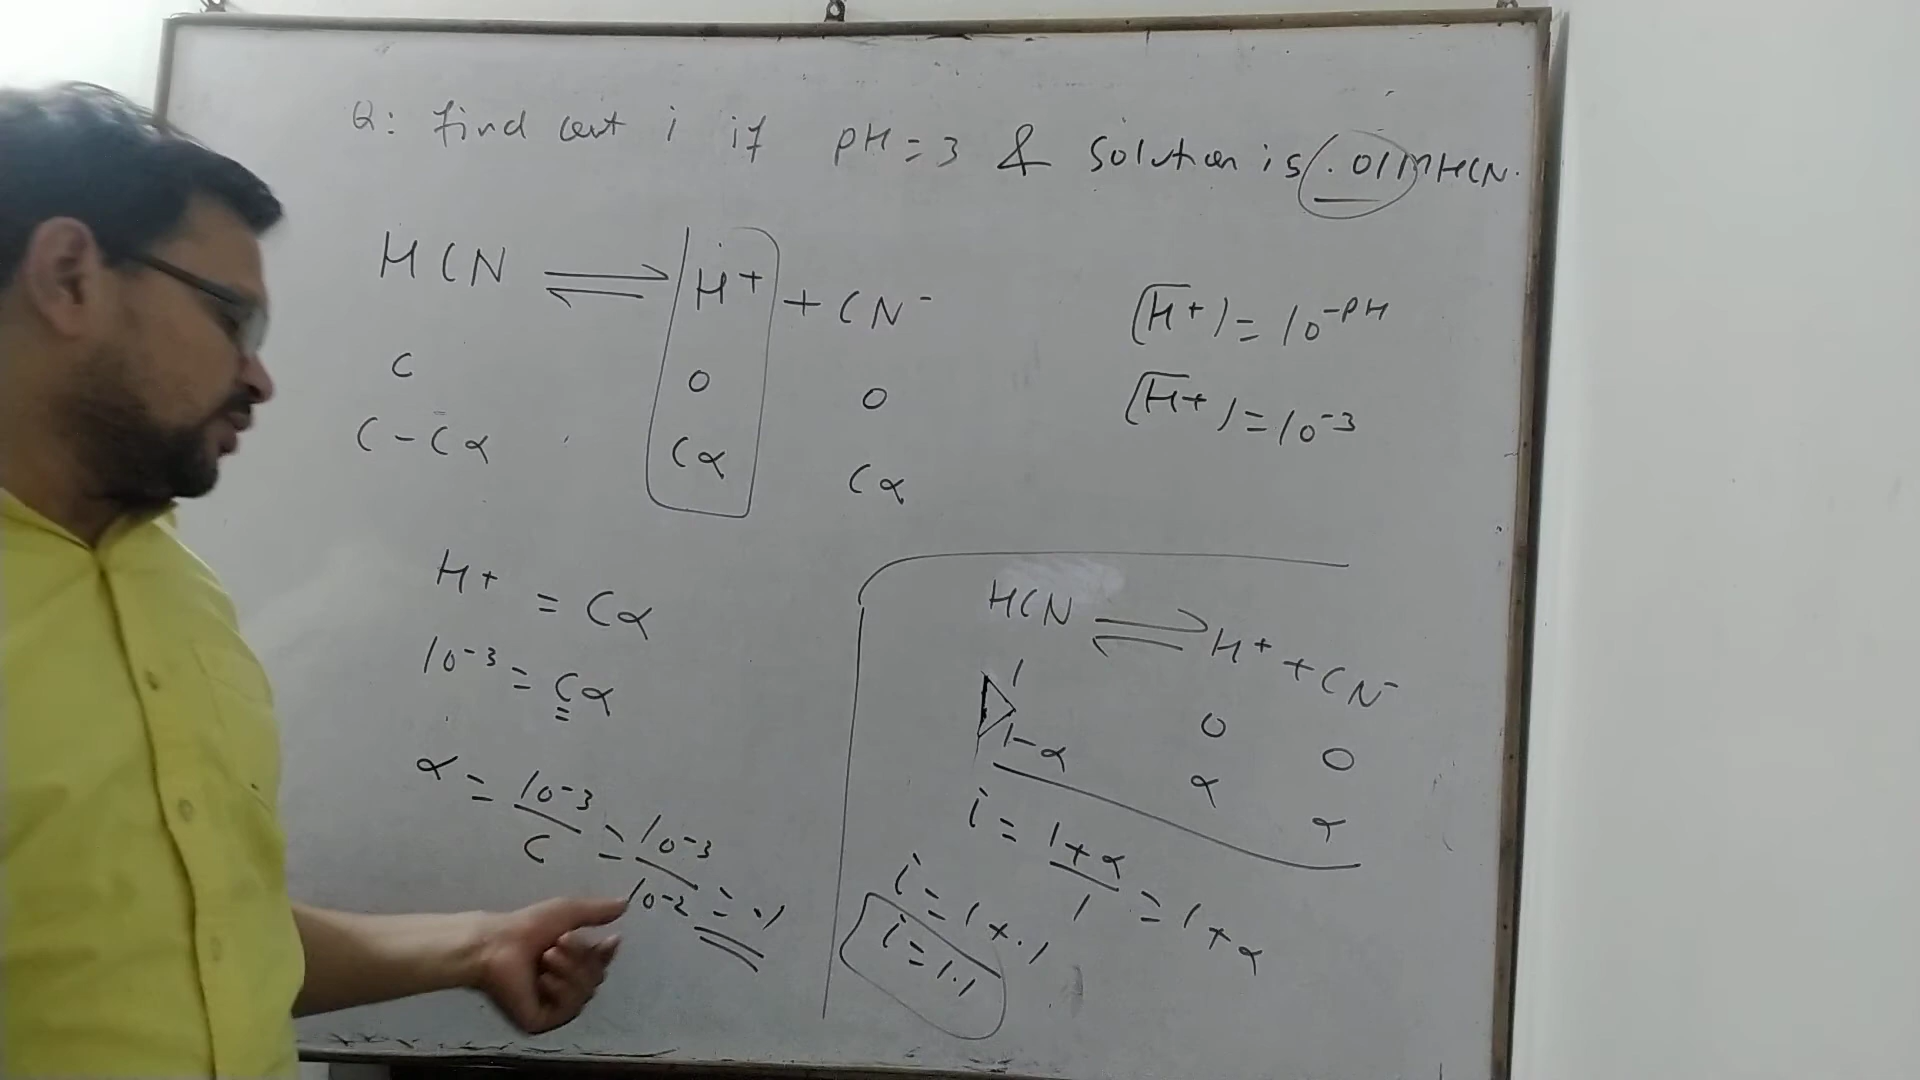 Q: find out i if pH = 3 & solution is .01M HCN.
HCN ⇌ H+ + CN-
C 0 0
C - Cα Cα Cα
[H+] = 10-pH
[H+] = 10-3
H+ = Cα
10-3 = Cα
α = 10-3/C = 10-3/10-2 = .1
HCN ⇌ H+ + CN-
1 0 0
1-α α α
i = 1+α/1 = 1+α
i = 1+.1
i = 1.1